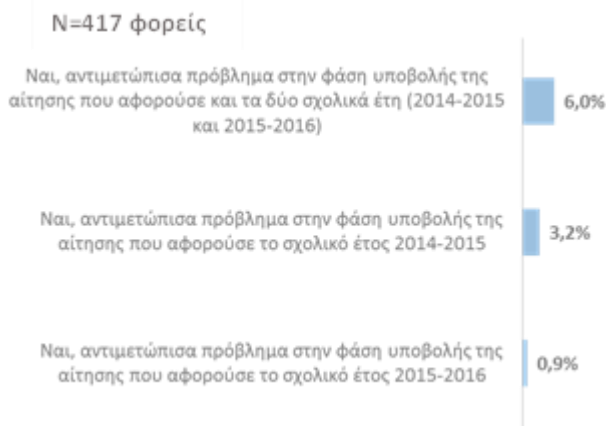 N=417 φορείς
Ναι, αντιμετώπισα πρόβλημα στην φάση υποβολής της
αίτησης που αφορούσε και τα δύο σχολικά έτη (2014-2015
και 2015-2016)
6,0%
Ναι, αντιμετώπισα πρόβλημα στην φάση υποβολής της
αίτησης που αφορούσε το σχολικό έτος 2014-2015
3,2%
Ναι, αντιμετώπισα πρόβλημα στην φάση υποβολής της
αίτησης που αφορούσε το σχολικό έτος 2015-2016
0,9%